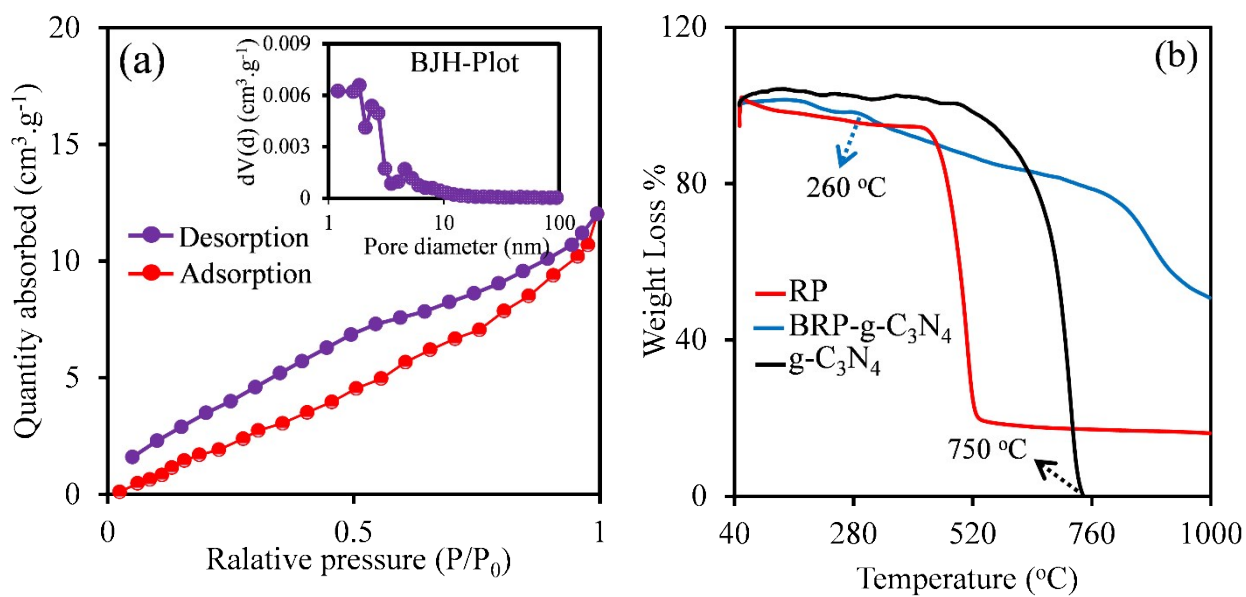 (a)
Quantity absorbed (cm³.g⁻¹)
20
15
10
5
0
0
0.5
1
Ralative pressure (P/P₀)
Desorption
Adsorption
BJH-Plot
dV(d) (cm³.g⁻¹)
0.009
0.006
0.003
0
1
10
100
Pore diameter (nm)
(b)
Weight Loss %
120
80
40
0
40
280
520
760
1000
Temperature (°C)
260 °C
RP
BRP-g-C₃N₄
g-C₃N₄
750 °C